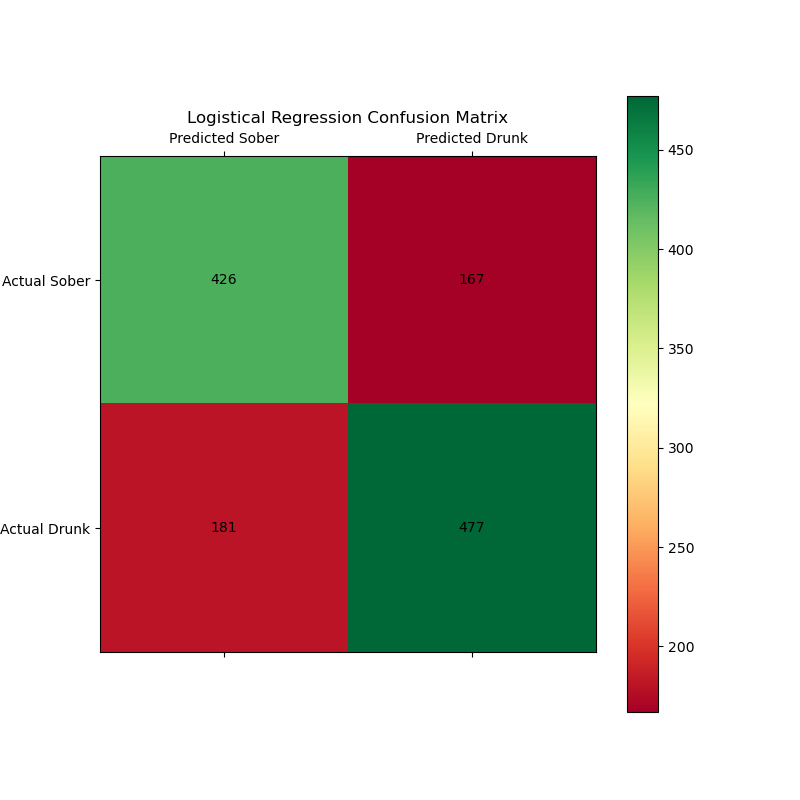 Logistical Regression Confusion Matrix
Predicted Sober Predicted Drunk
450
Actual Sober 426 167
400
350
300
Actual Drunk 181 477
250
200